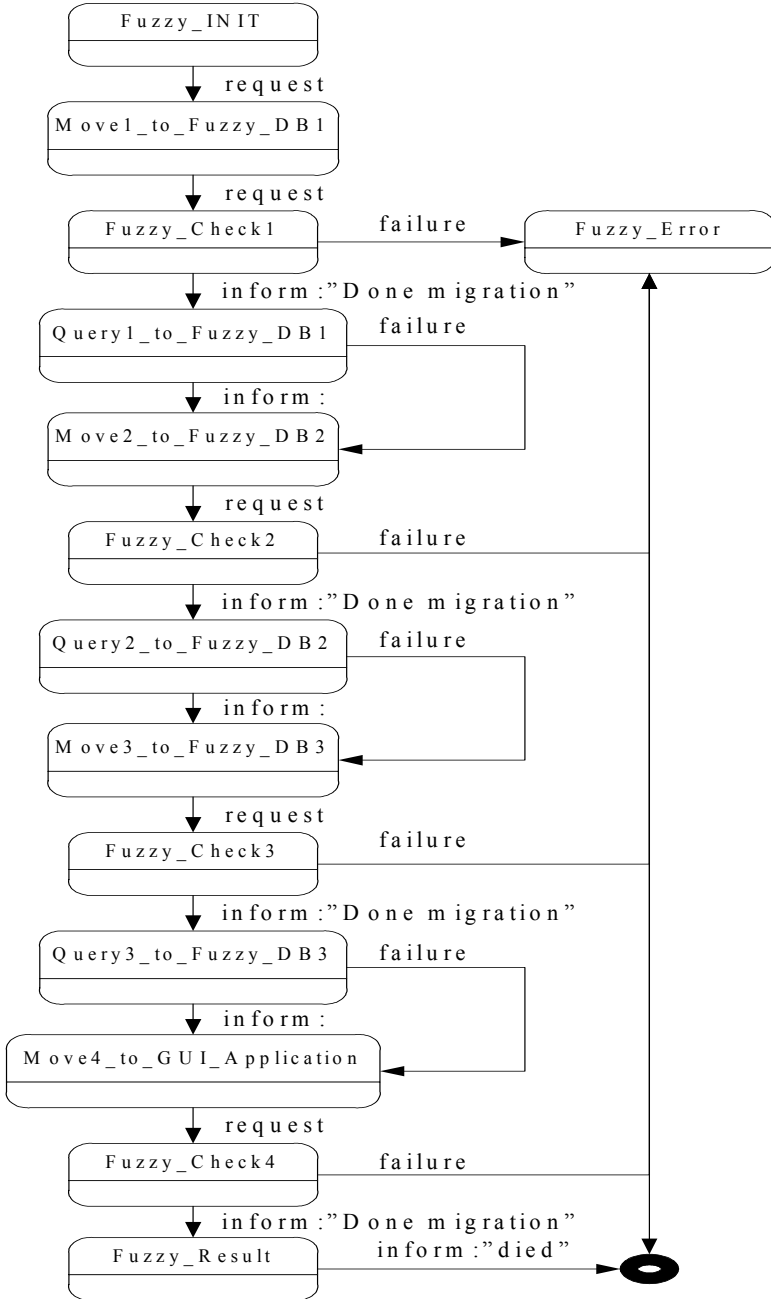 Fuzzy_INIT
request
Move1_to_Fuzzy_DB1
request
Fuzzy_Check1
failure
Fuzzy_Error
inform:”Done migration”
Query1_to_Fuzzy_DB1
failure
inform:
Move2_to_Fuzzy_DB2
request
Fuzzy_Check2
failure
inform:”Done migration”
Query2_to_Fuzzy_DB2
failure
inform:
Move3_to_Fuzzy_DB3
request
Fuzzy_Check3
failure
inform:”Done migration”
Query3_to_Fuzzy_DB3
failure
inform:
Move4_to_GUI_Application
request
Fuzzy_Check4
failure
inform:”Done migration”
Fuzzy_Result
inform:”died”